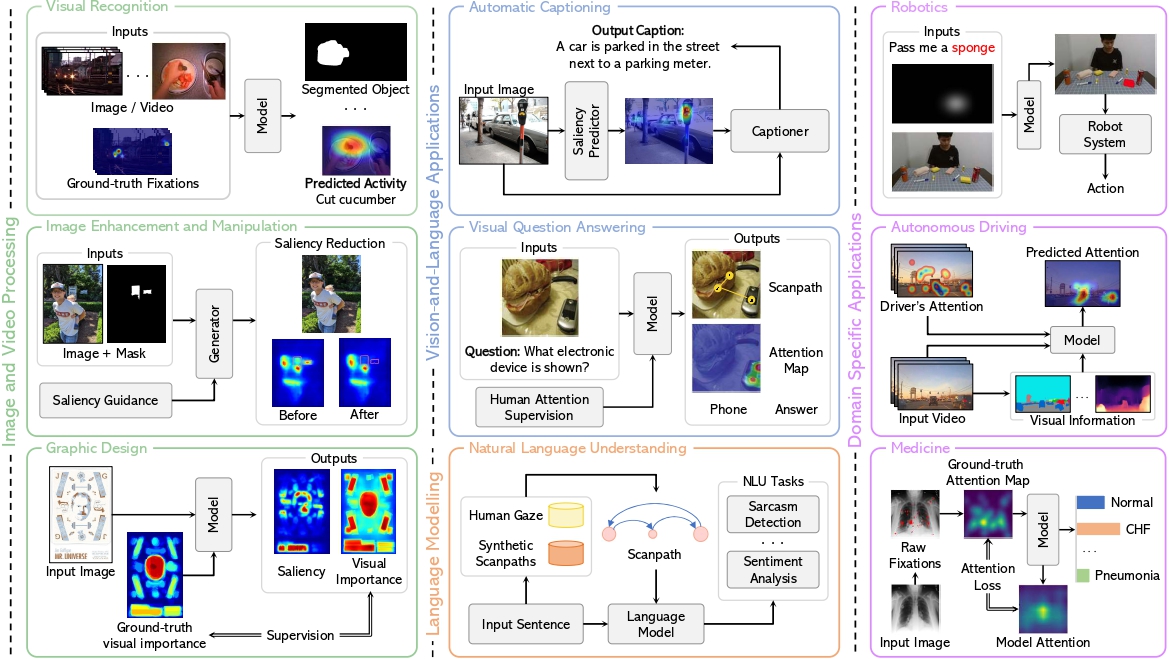 Image and Video Processing
Visual Recognition
Inputs
. . .
Image / Video
Ground-truth Fixations
Model
Segmented Object
. . .
Predicted Activity
Cut cucumber
Image Enhancement and Manipulation
Inputs
Image + Mask
Saliency Guidance
Generator
Saliency Reduction
Before
After
Graphic Design
Input Image
MR. UNIVERSE
Model
Ground-truth
visual importance
Outputs
Saliency
Visual
Importance
Supervision
Vision-and-Language Applications
Automatic Captioning
Output Caption:
A car is parked in the street
next to a parking meter.
Input Image
Saliency
Predictor
Captioner
Visual Question Answering
Inputs
Question: What electronic
device is shown?
Human Attention
Supervision
Model
Outputs
Scanpath
Attention
Map
Phone
Answer
Language Modelling
Natural Language Understanding
Human Gaze
Synthetic
Scanpaths
Scanpath
Input Sentence
Language
Model
NLU Tasks
Sarcasm
Detection
. . .
Sentiment
Analysis
Domain Specific Applications
Robotics
Inputs
Pass me a sponge
Model
Robot
System
Action
Autonomous Driving
Driver's Attention
Predicted Attention
Model
Input Video
...
Visual Information
Medicine
Ground-truth
Attention Map
Raw
Fixations
Input Image
Attention
Loss
Model
Model Attention
Normal
CHF
...
Pneumonia